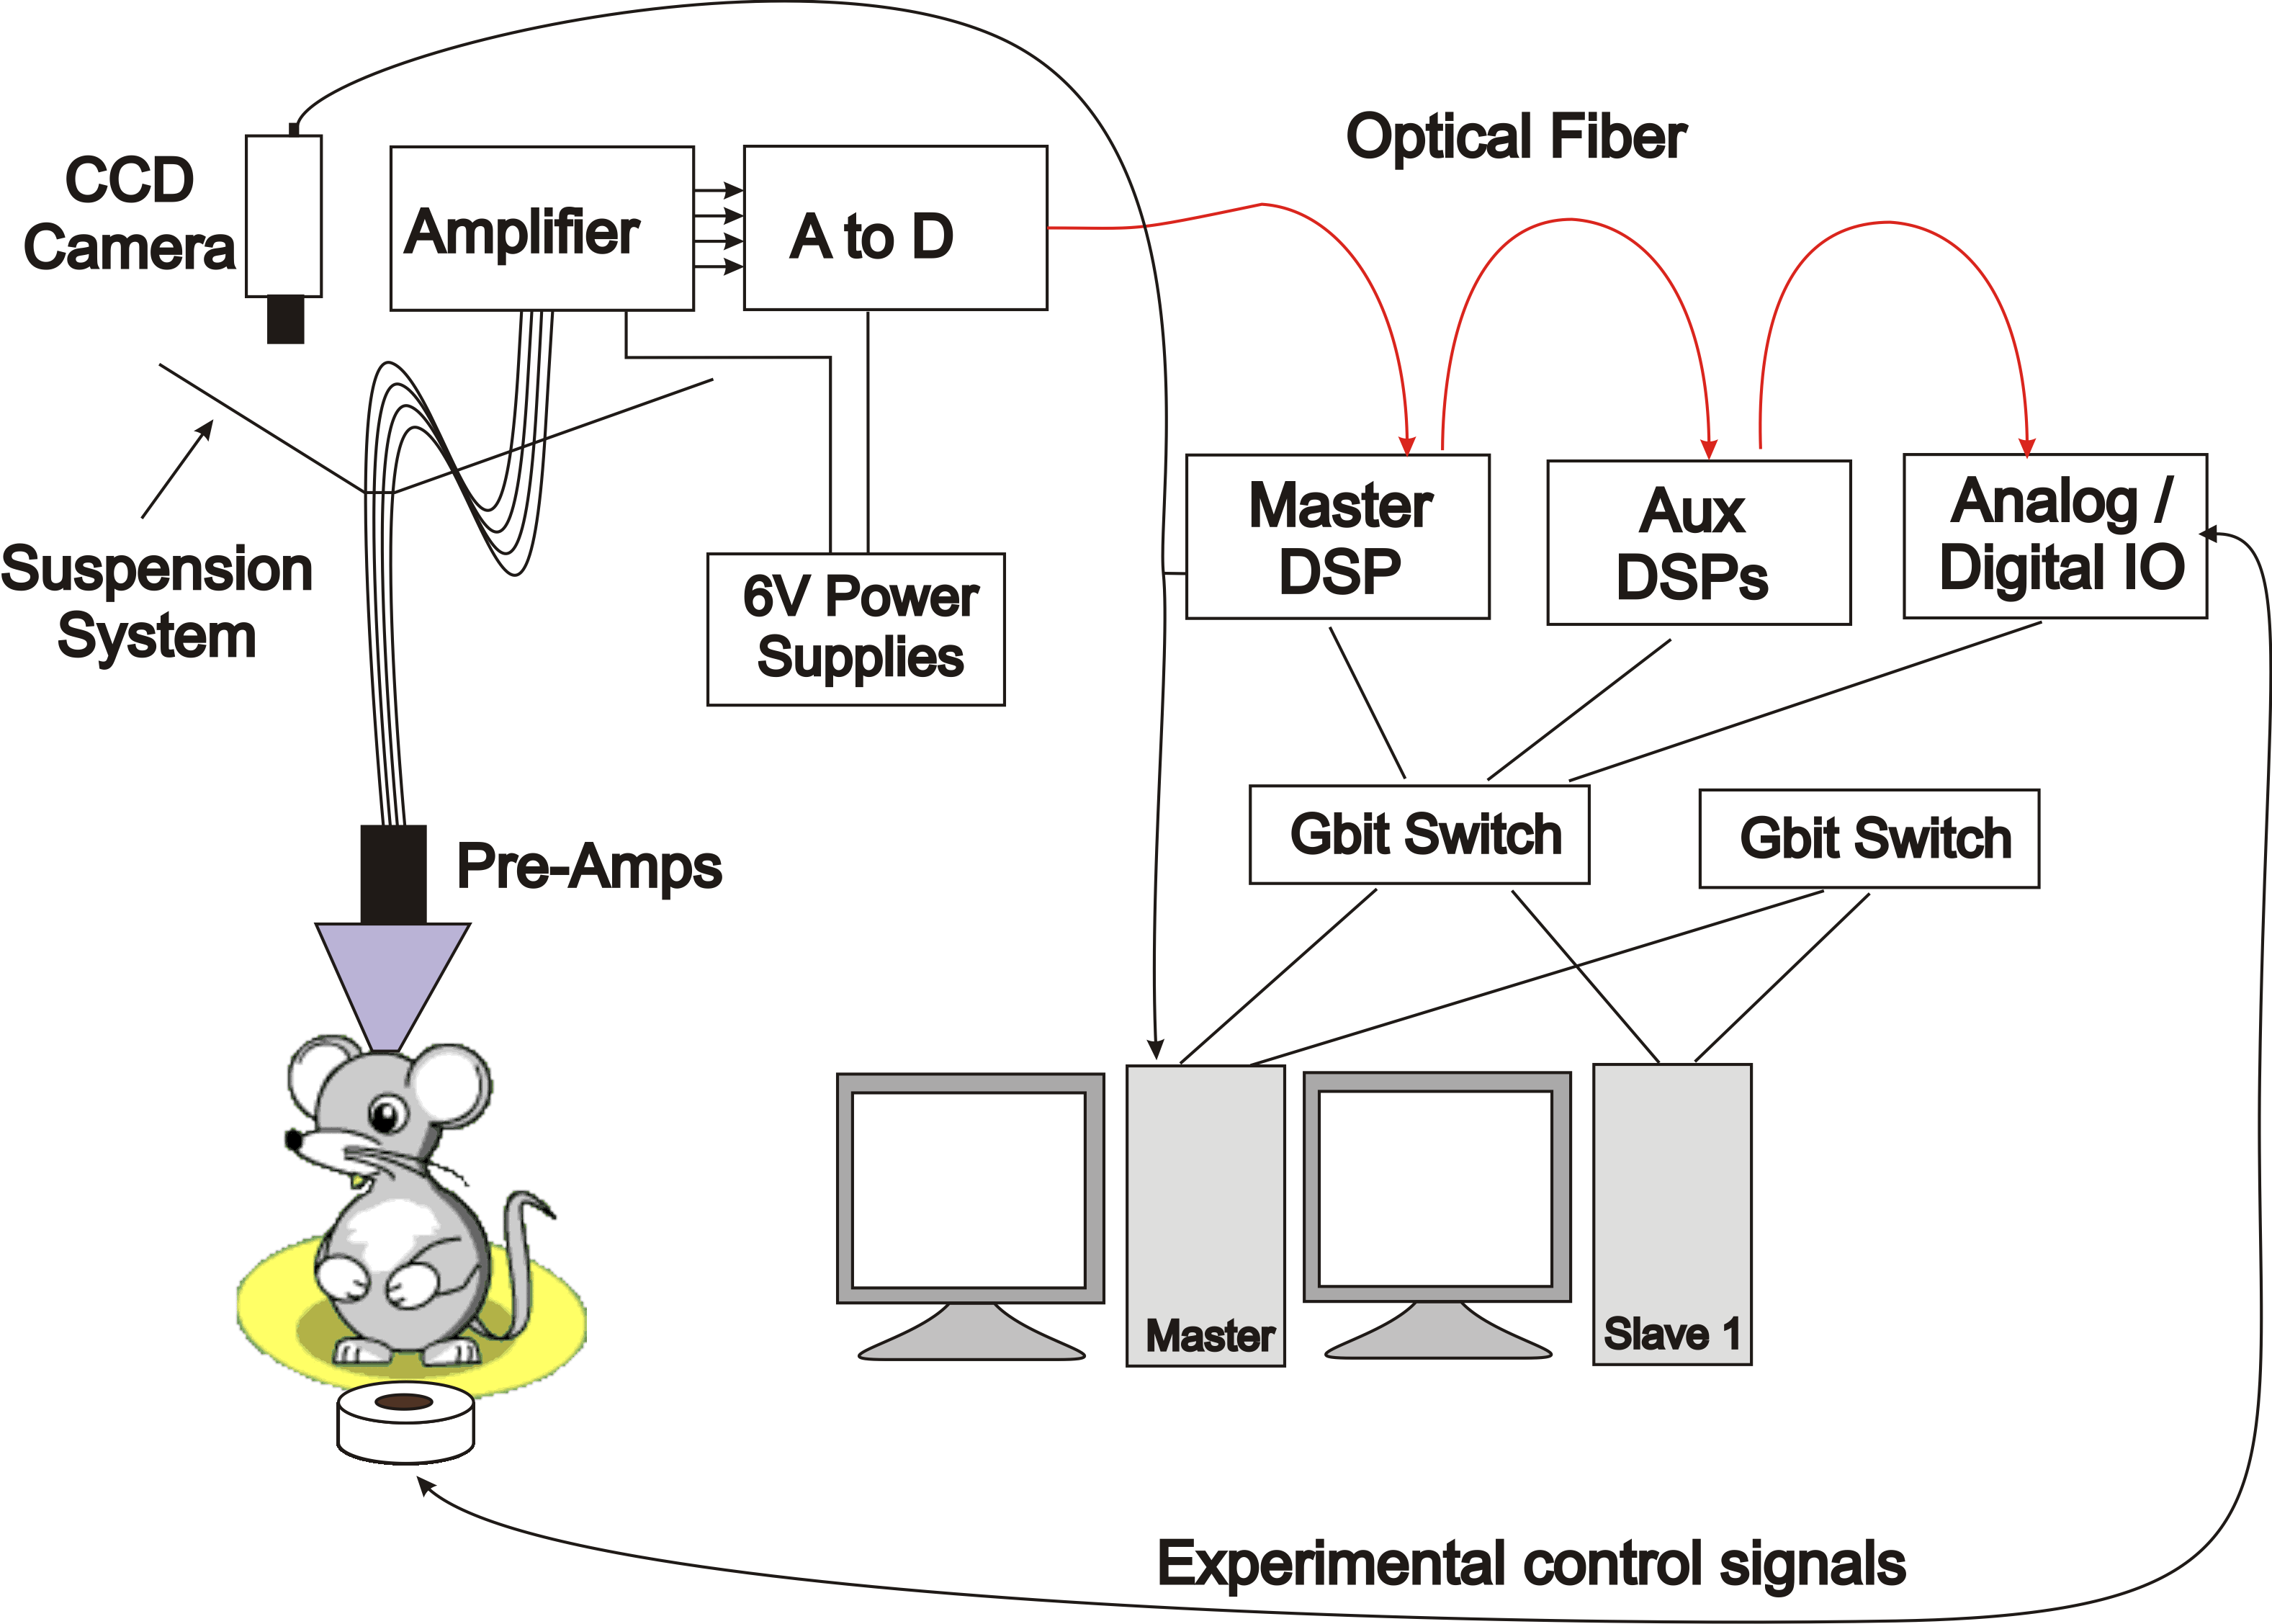 Optical Fiber
CCD
Camera
Amplifier
A to D
Master
DSP
Aux
DSPs
Analog /
Digital IO
Suspension
System
6V Power
Supplies
Pre-Amps
Gbit Switch
Gbit Switch
Master
Slave 1
Experimental control signals